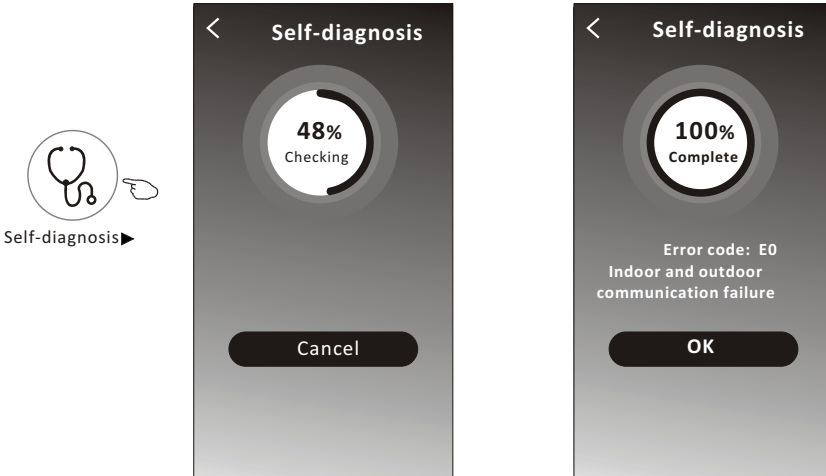 Self-diagnosis▶
Self-diagnosis
48%
Checking
Cancel
Self-diagnosis
100%
Complete
Error code: E0
Indoor and outdoor
communication failure
OK